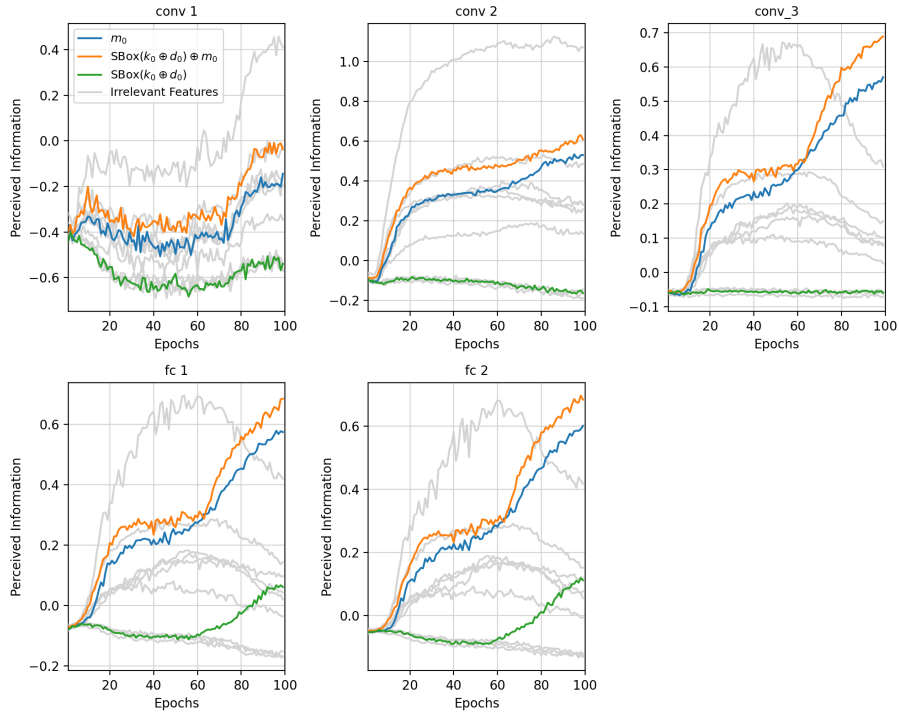 conv 1
Perceived Information
0.4
0.2
0.0
−0.2
−0.4
−0.6
m₀
SBox(k₀ ⊕ d₀) ⊕ m₀
SBox(k₀ ⊕ d₀)
Irrelevant Features
20 40 60 80 100
Epochs
conv 2
Perceived Information
1.0
0.8
0.6
0.4
0.2
0.0
−0.2
20 40 60 80 100
Epochs
conv_3
Perceived Information
0.7
0.6
0.5
0.4
0.3
0.2
0.1
0.0
−0.1
20 40 60 80 100
Epochs
fc 1
Perceived Information
0.6
0.4
0.2
0.0
−0.2
20 40 60 80 100
Epochs
fc 2
Perceived Information
0.6
0.4
0.2
0.0
20 40 60 80 100
Epochs